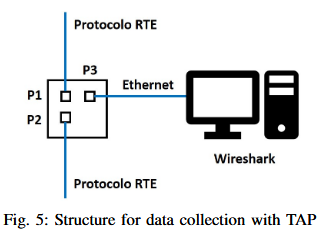 Protocolo RTE
P3
Ethernet
P1
P2
Wireshark
Protocolo RTE
Fig. 5: Structure for data collection with TAP